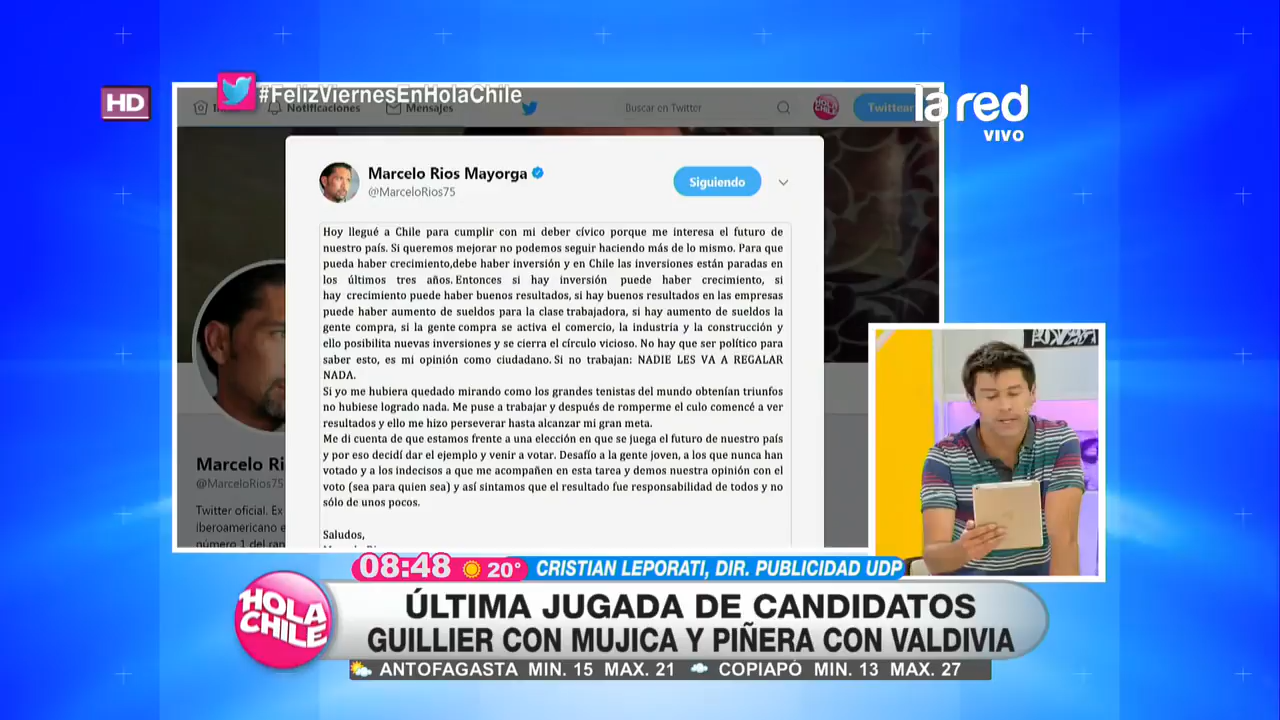 HD
#FelizViernesEnHolaChile
Notificaciones
Mensajes
Buscar en Twitter
HOLA CHILE
Twittear
la red
VIVO
Marcelo Rios Mayorga
@MarceloRios75
Siguiendo
Hoy llegué a Chile para cumplir con mi deber cívico porque me interesa el futuro de
nuestro país. Si queremos mejorar no podemos seguir haciendo más de lo mismo. Para que
pueda haber crecimiento,debe haber inversión y en Chile las inversiones están paradas en
los últimos tres años. Entonces si hay inversión puede haber crecimiento, si
hay crecimiento puede haber buenos resultados, si hay buenos resultados en las empresas
puede haber aumento de sueldos para la clase trabajadora, si hay aumento de sueldos la
gente compra, si la gente compra se activa el comercio, la industria y la construcción y
ello posibilita nuevas inversiones y se cierra el círculo vicioso. No hay que ser político para
saber esto, es mi opinión como ciudadano. Si no trabajan: NADIE LES VA A REGALAR
NADA.
Si yo me hubiera quedado mirando como los grandes tenistas del mundo obtenían triunfos
no hubiese logrado nada. Me puse a trabajar y después de romperme el culo comencé a ver
resultados y ello me hizo perseverar hasta alcanzar mi gran meta.
Me di cuenta de que estamos frente a una elección en que se juega el futuro de nuestro país
y por eso decidí dar el ejemplo y venir a votar. Desafío a la gente joven, a los que nunca han
votado y a los indecisos a que me acompañen en esta tarea y demos nuestra opinión con el
voto (sea para quien sea) y así sintamos que el resultado fue responsabilidad de todos y no
sólo de unos pocos.
Saludos,
Marcelo Ri
@MarceloRios75
Twitter oficial. Ex
iberoamericano e
número 1 del ran
08:48
20°
CRISTIAN LEPORATI, DIR. PUBLICIDAD UDP
HOLA
CHILE
ÚLTIMA JUGADA DE CANDIDATOS
GUILLIER CON MUJICA Y PIÑERA CON VALDIVIA
ANTOFAGASTA MIN. 15 MAX. 21 COPIAPÓ MIN. 13 MAX. 27